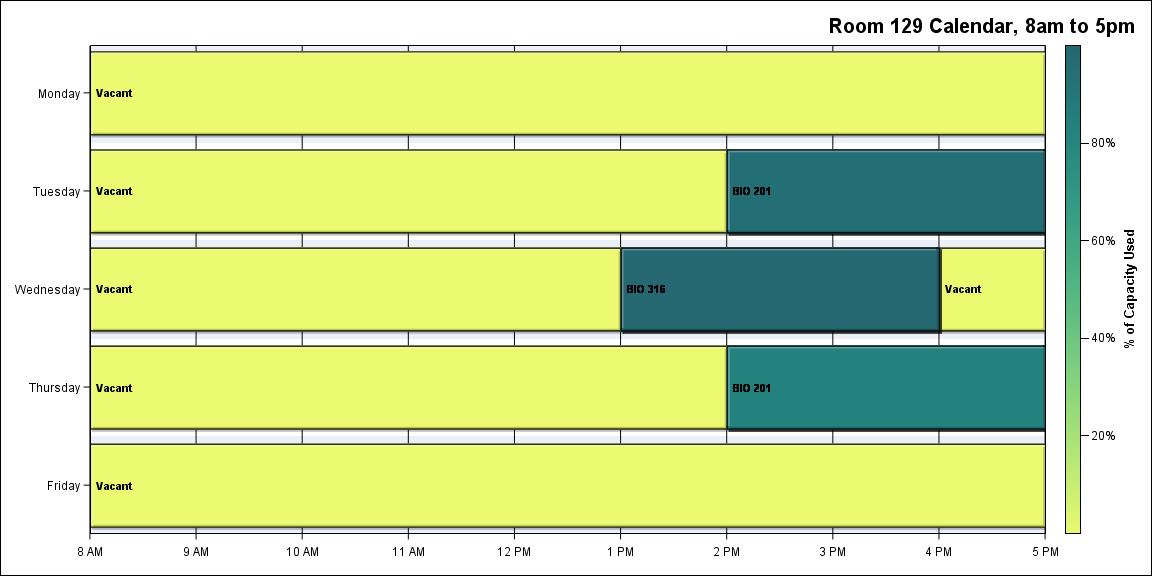 Room 129 Calendar, 8am to 5pm
Monday
Vacant
Tuesday
Vacant
BIO 201
Wednesday
Vacant
BIO 316
Vacant
Thursday
Vacant
BIO 201
Friday
Vacant
8 AM
9 AM
10 AM
11 AM
12 PM
1 PM
2 PM
3 PM
4 PM
5 PM
80%
60%
40%
20%
% of Capacity Used